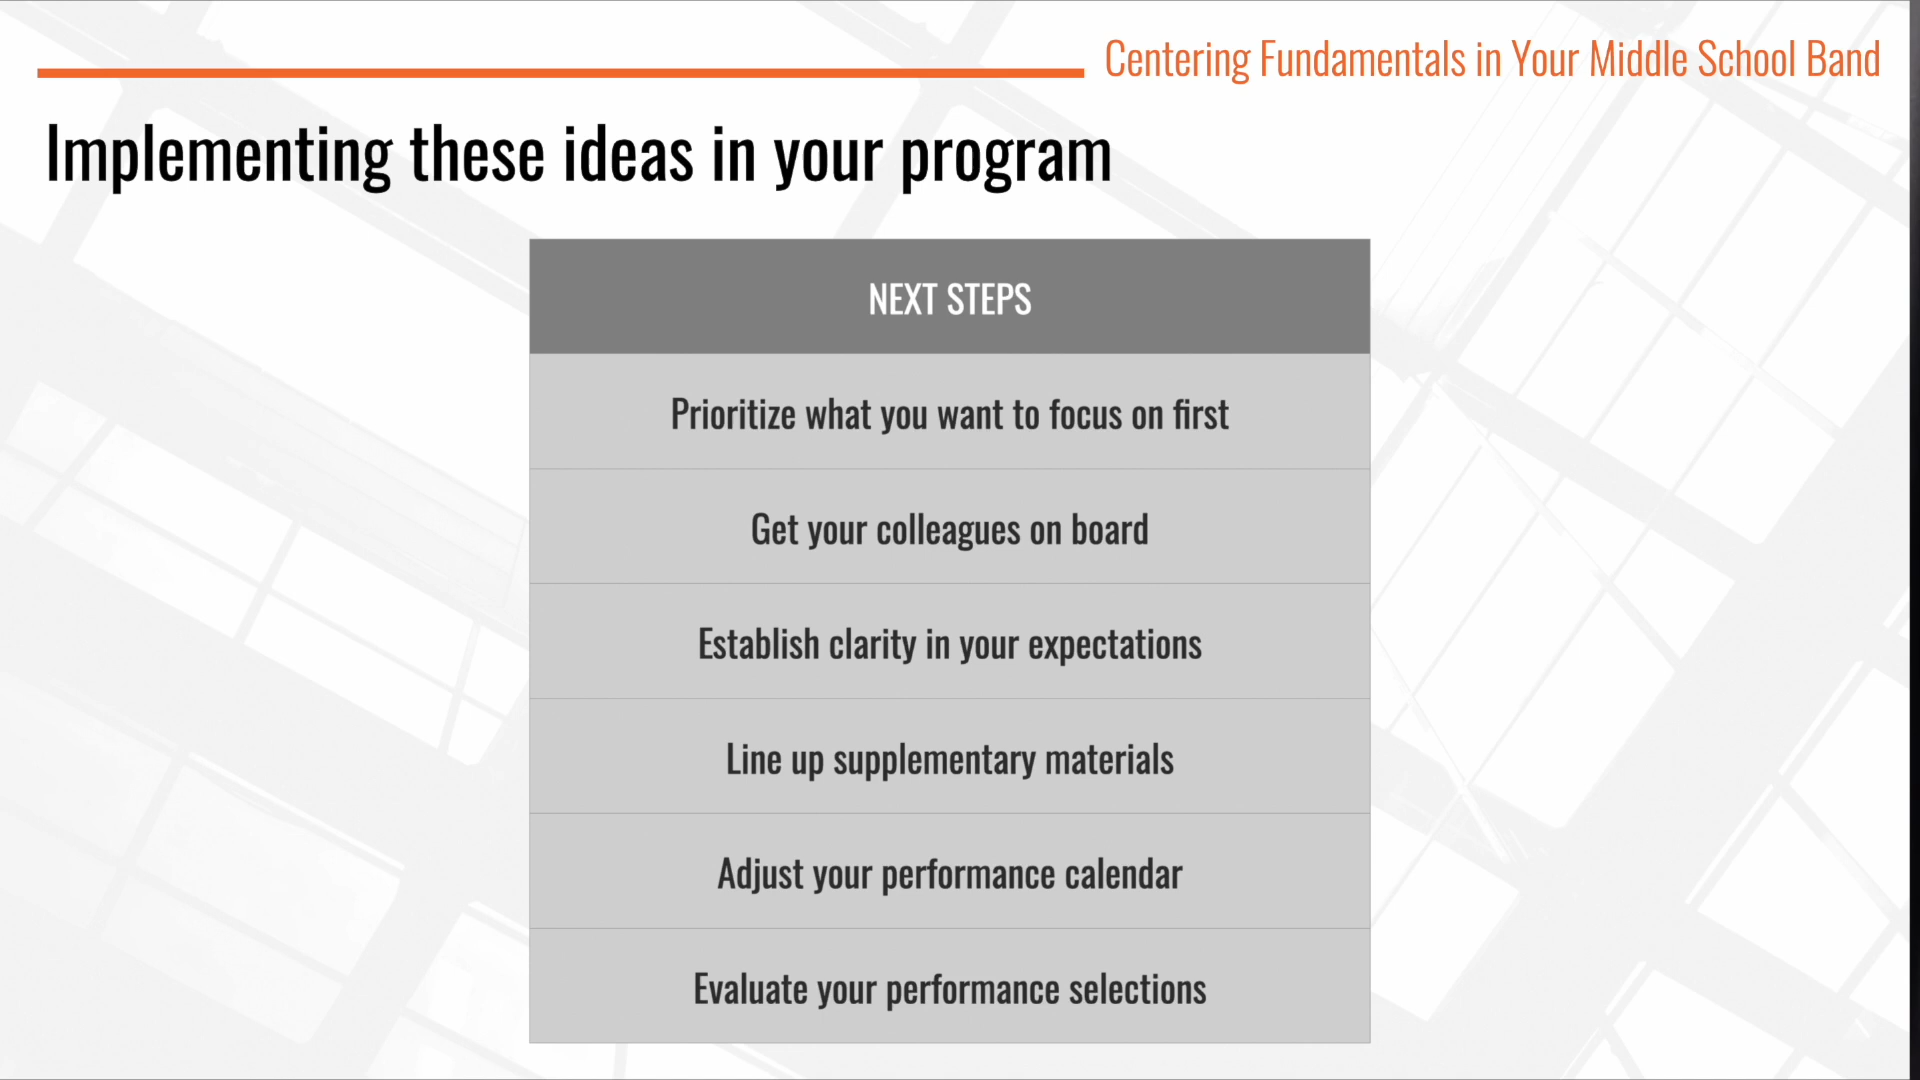 Centering Fundamentals in Your Middle School Band
Implementing these ideas in your program
NEXT STEPS
Prioritize what you want to focus on first
Get your colleagues on board
Establish clarity in your expectations
Line up supplementary materials
Adjust your performance calendar
Evaluate your performance selections